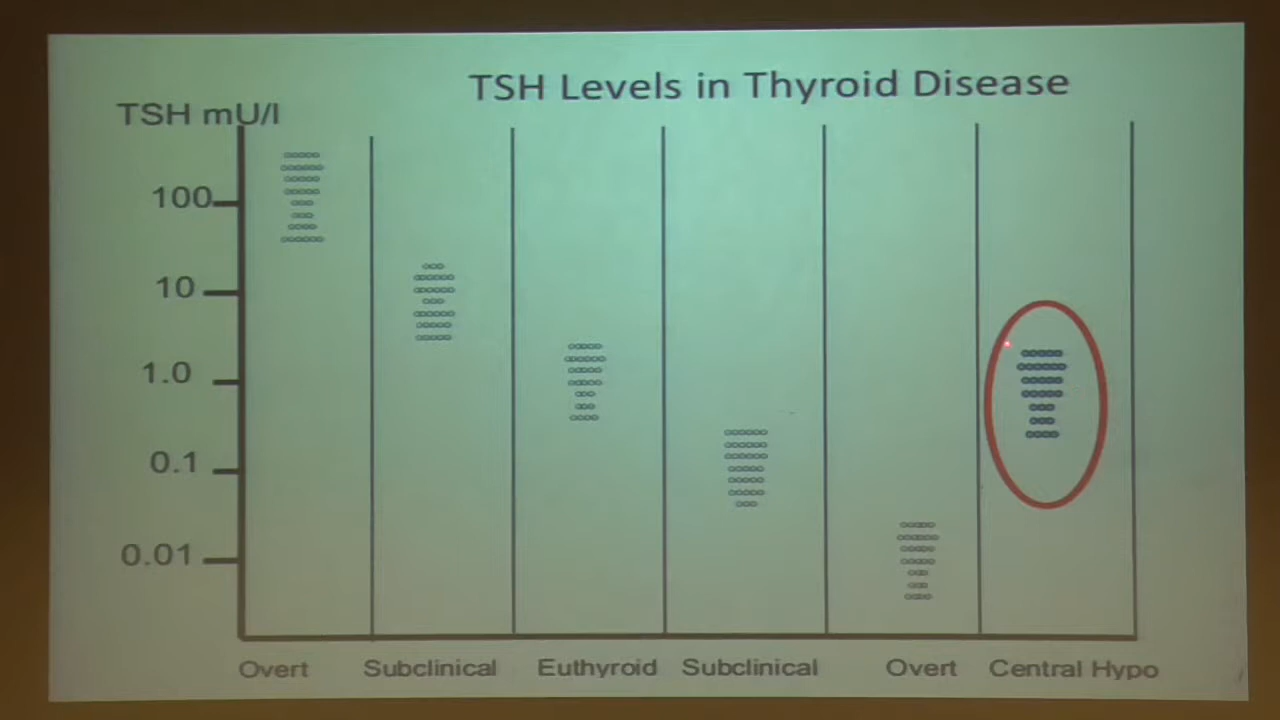 TSH Levels in Thyroid Disease
TSH mU/l
100
10
1.0
0.1
0.01
Overt Subclinical Euthyroid Subclinical Overt Central Hypo